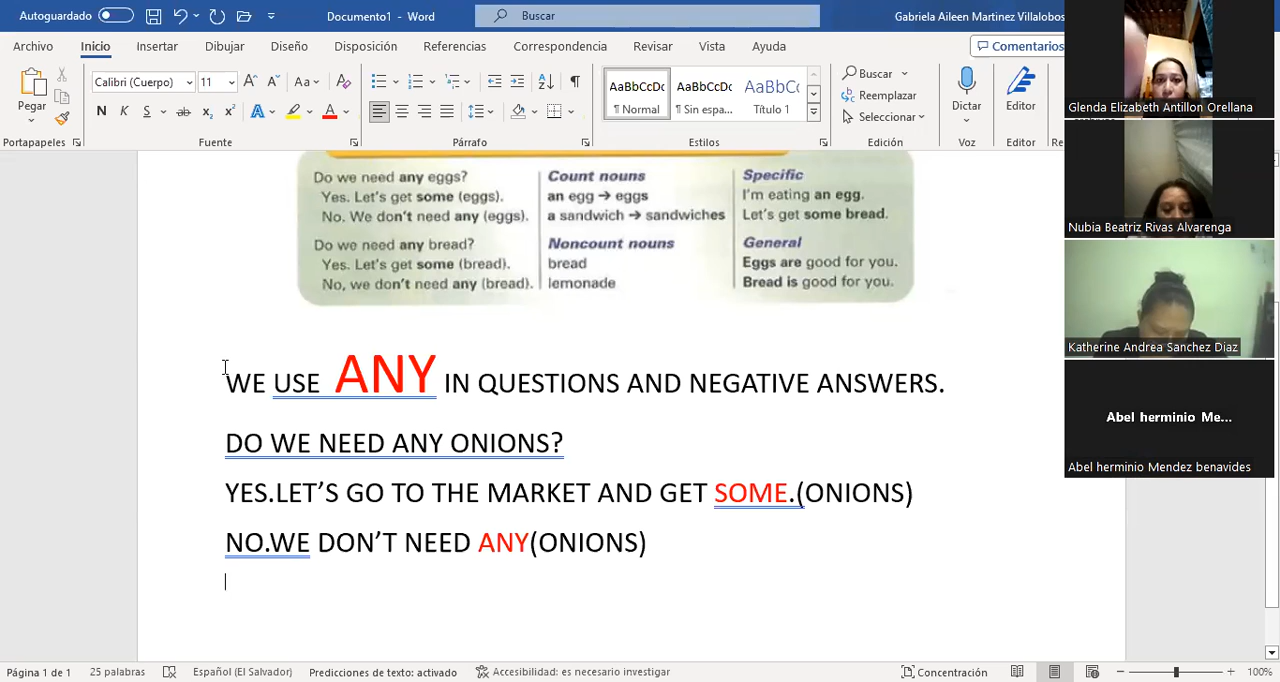 Autoguardado
Documento1 - Word
Buscar
Gabriela Aileen Martinez Villalobos
Archivo Inicio Insertar Dibujar Diseño Disposición Referencias Correspondencia Revisar Vista Ayuda
Comentarios
Pegar
Calibri (Cuerpo) 11
AaBbCcDc AaBbCcDc AaBbC
¶ Normal ¶ Sin espa... Título 1
Buscar
Reemplazar
Seleccionar
Dictar
Editor
Portapapeles Fuente Párrafo Estilos Edición Voz Editor
Do we need any eggs?
Yes. Let's get some (eggs).
No. We don't need any (eggs).
Do we need any bread?
Yes. Let's get some (bread).
No, we don't need any (bread).
Count nouns
an egg → eggs
a sandwich → sandwiches
Noncount nouns
bread
lemonade
Specific
I'm eating an egg.
Let's get some bread.
General
Eggs are good for you.
Bread is good for you.
WE USE ANY IN QUESTIONS AND NEGATIVE ANSWERS.
DO WE NEED ANY ONIONS?
YES.LET'S GO TO THE MARKET AND GET SOME.(ONIONS)
NO.WE DON'T NEED ANY(ONIONS)
Glenda Elizabeth Antillon Orellana
Nubia Beatriz Rivas Alvarenga
Katherine Andrea Sanchez Diaz
Abel herminio Me...
Abel herminio Mendez benavides
Página 1 de 1 25 palabras Español (El Salvador) Predicciones de texto: activado Accesibilidad: es necesario investigar Concentración 100%